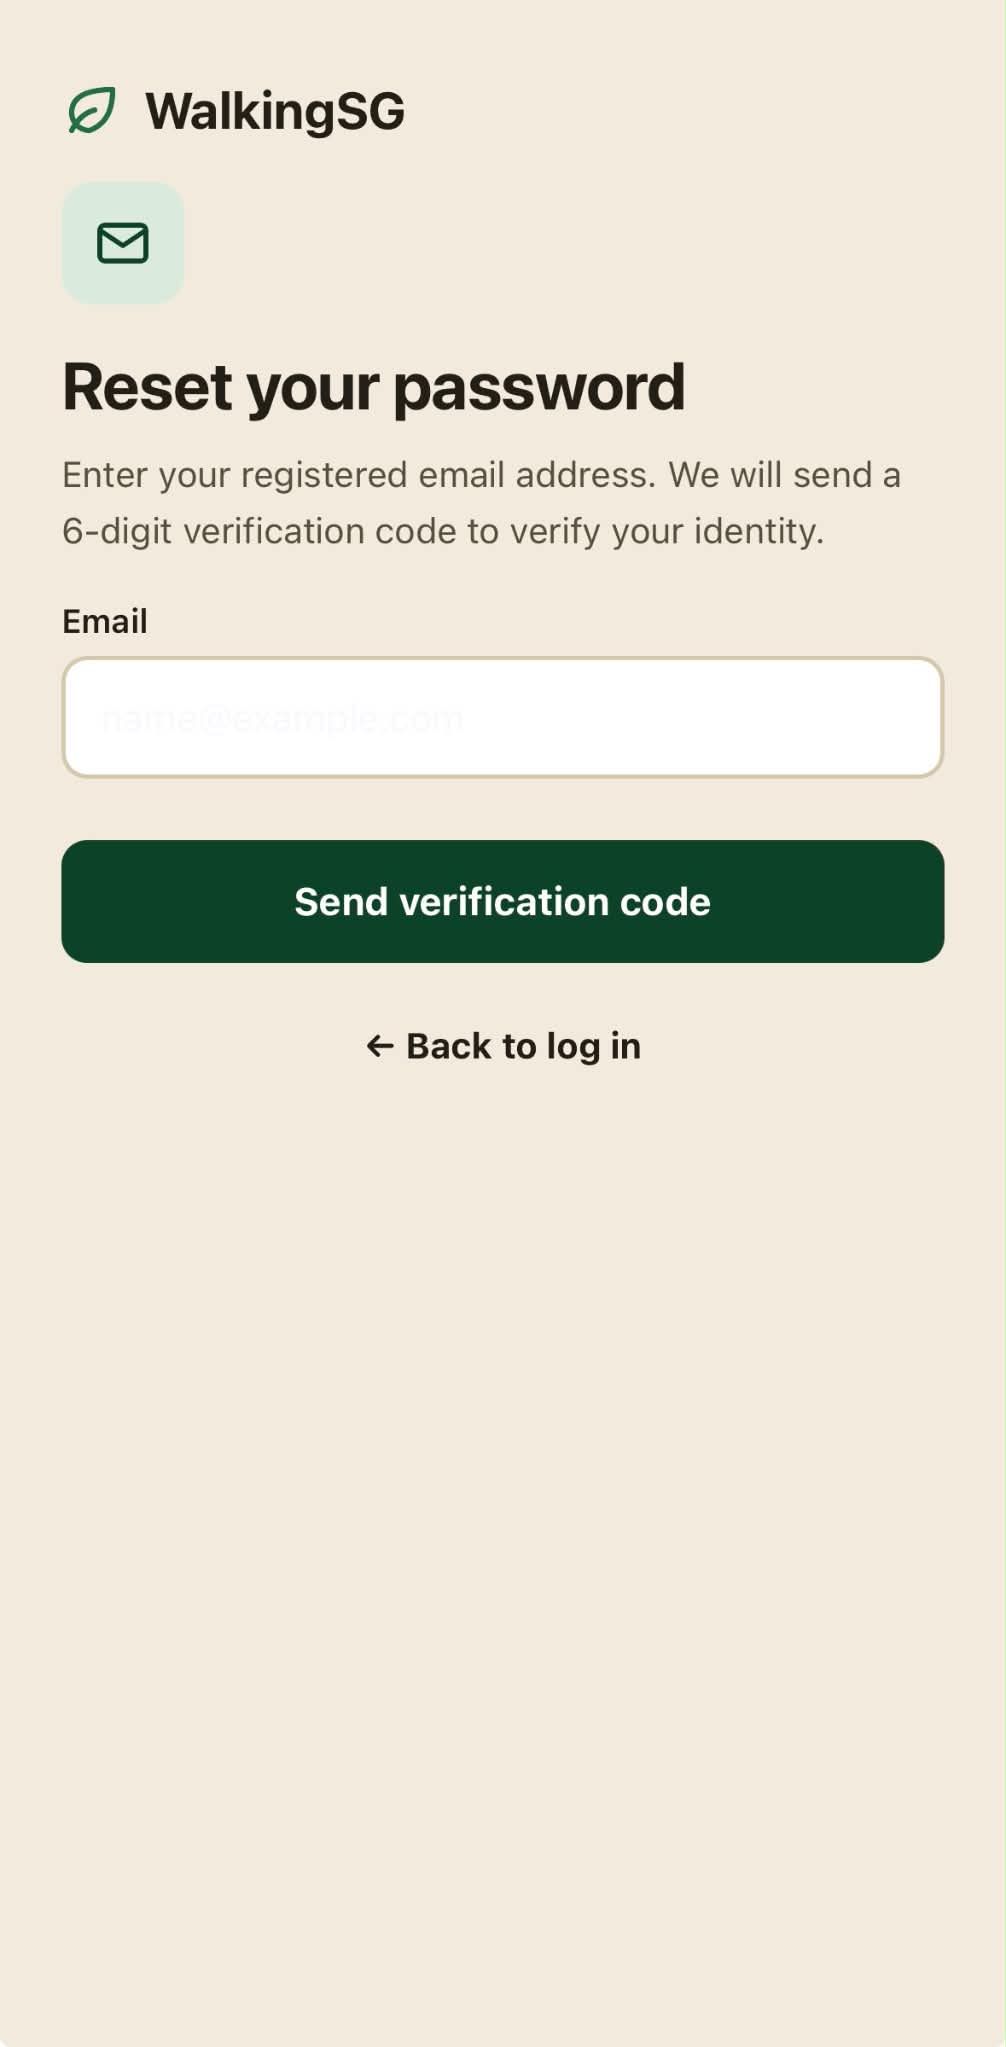 WalkingSG
Reset your password
Enter your registered email address. We will send a
6-digit verification code to verify your identity.
Email
name@example.com
Send verification code
← Back to log in